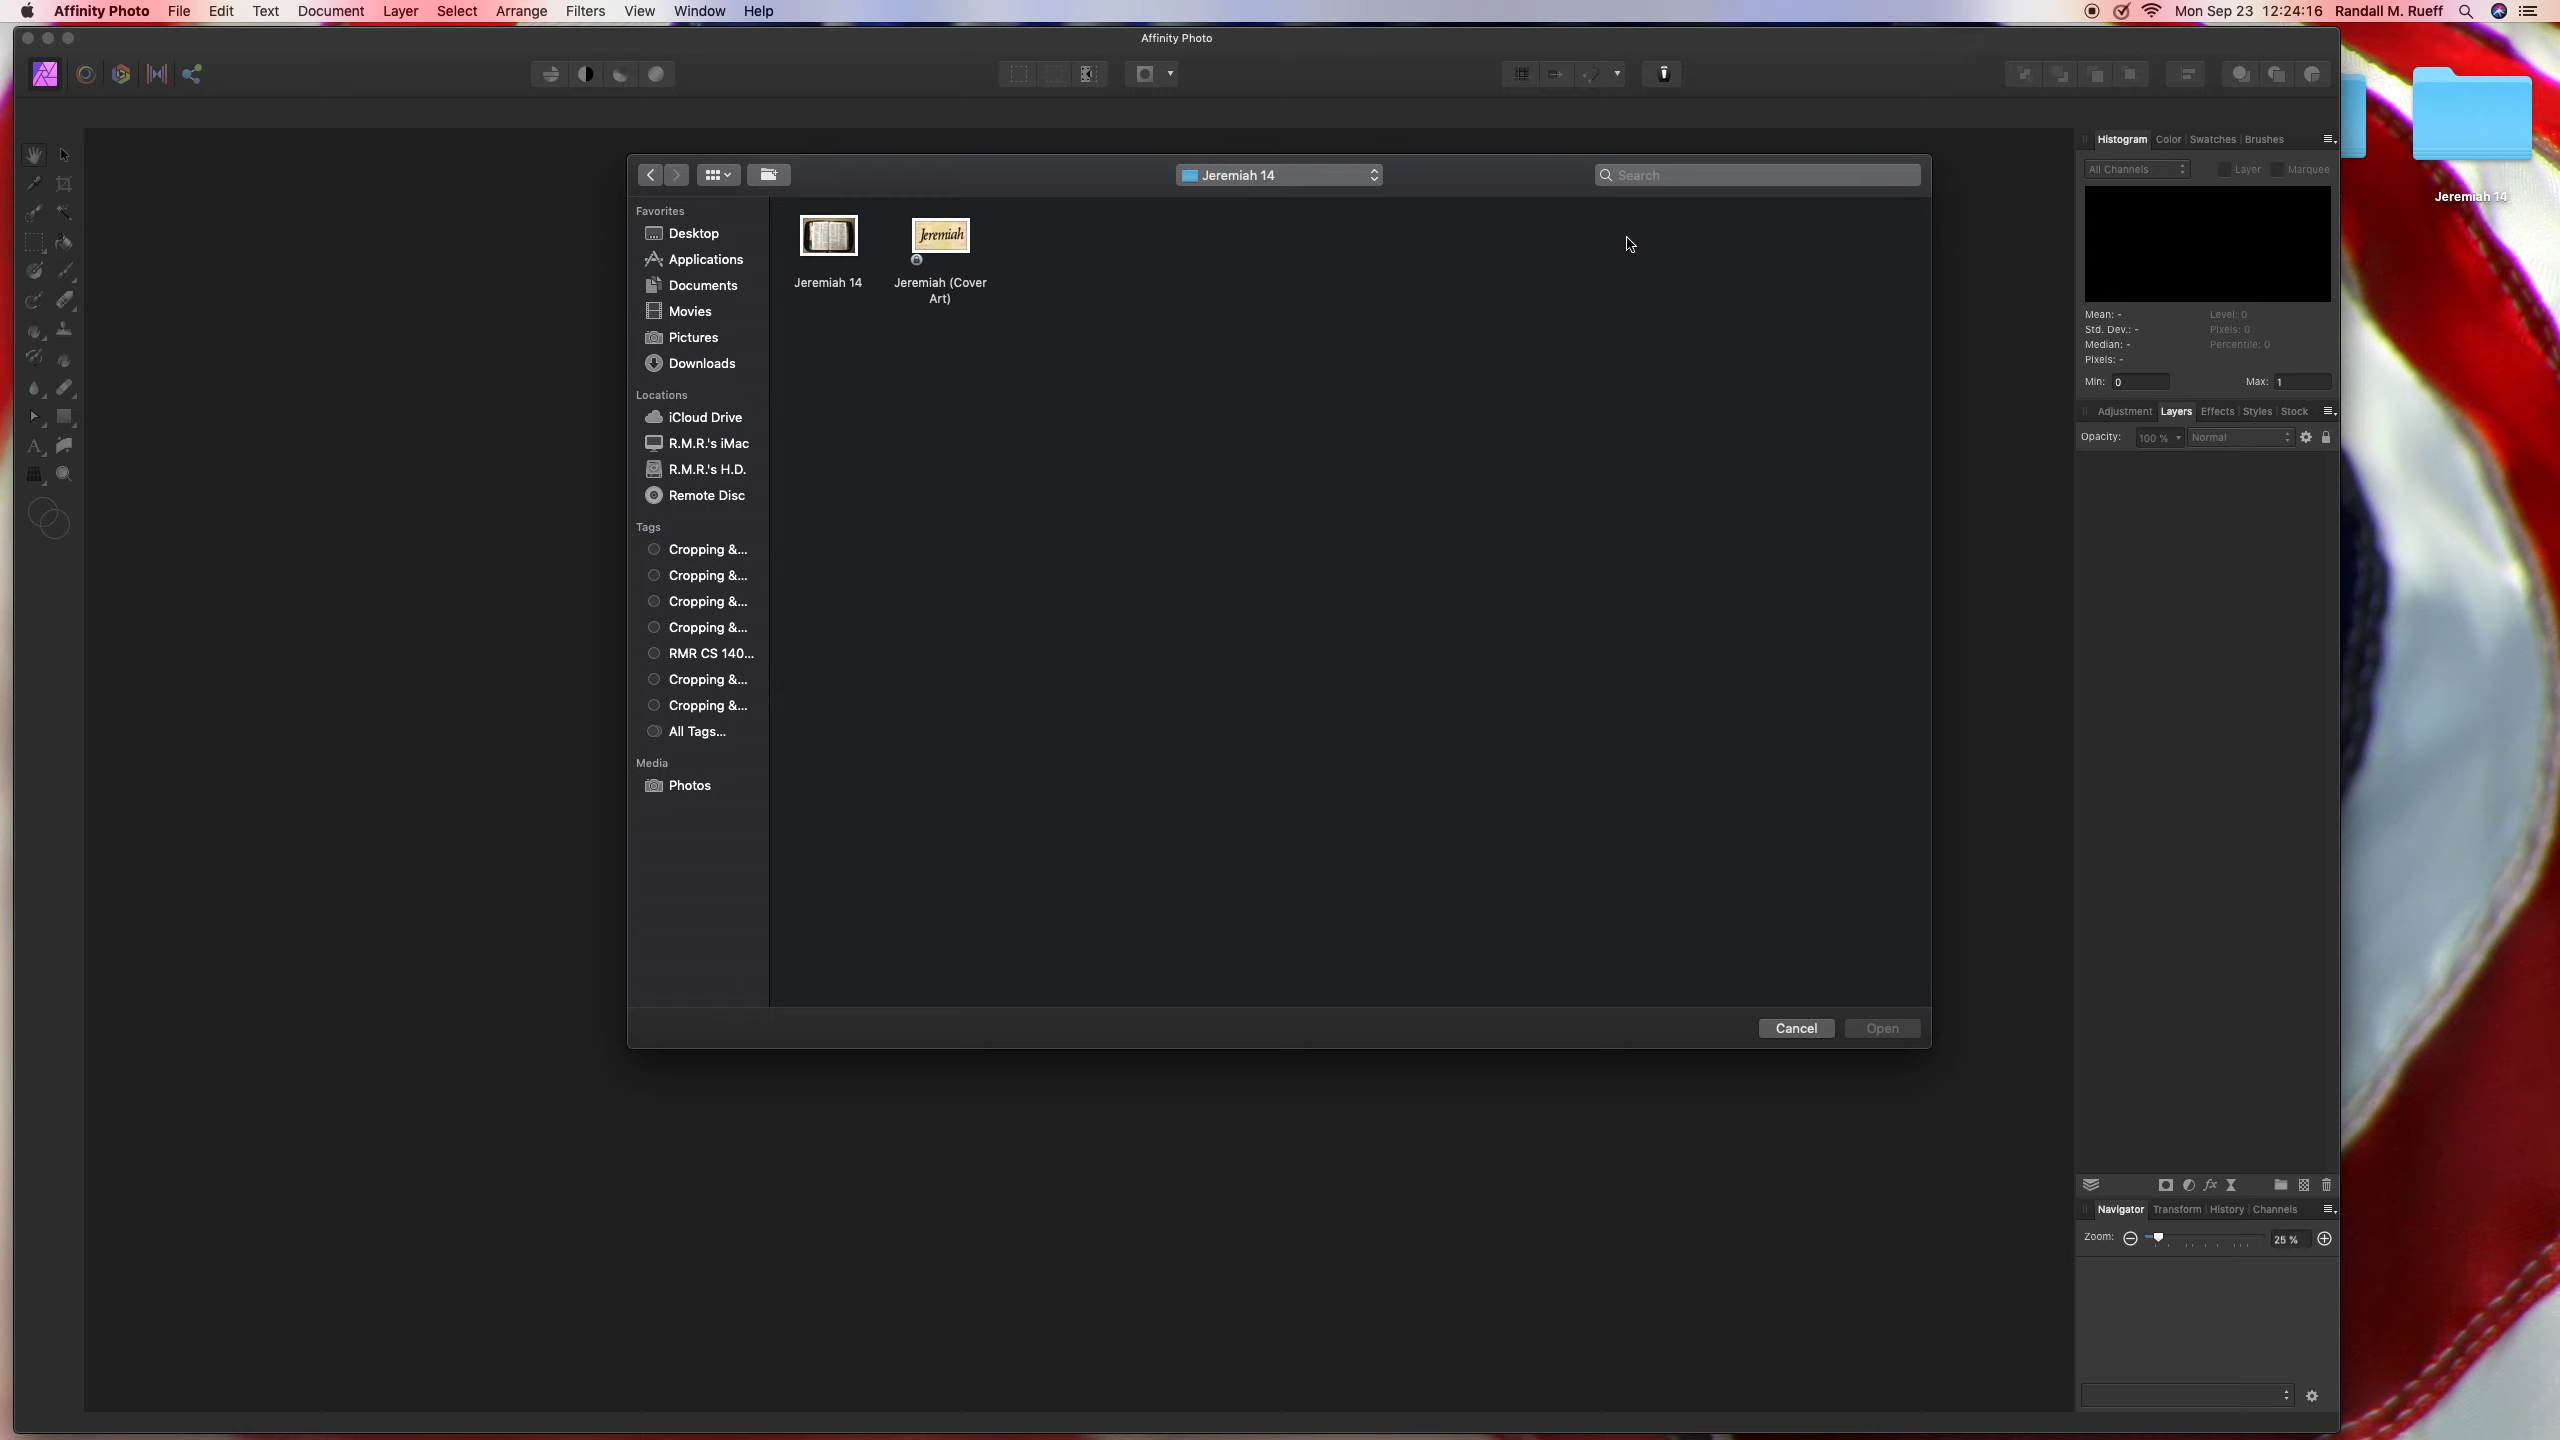 Affinity Photo File Edit Text Document Layer Select Arrange Filters View Window Help
Mon Sep 23 12:24:16 Randall M. Rueff
Affinity Photo
Jeremiah 14
Search
Favorites
Desktop
Applications
Documents
Movies
Pictures
Downloads
Locations
iCloud Drive
R.M.R.'s iMac
R.M.R.'s H.D.
Remote Disc
Tags
Cropping &...
Cropping &...
Cropping &...
Cropping &...
RMR CS 140...
Cropping &...
Cropping &...
All Tags...
Media
Photos
Jeremiah
Jeremiah 14
Jeremiah (Cover
Art)
Cancel
Open
Histogram Color Swatches Brushes
All Channels
Layer
Marquee
Mean: -
Level: 0
Std. Dev.: -
Pixels: 0
Median: -
Percentile: 0
Pixels: -
Min: 0
Max: 1
Adjustment Layers Effects Styles Stock
Opacity: 100 % Normal
fx
Navigator Transform History Channels
Zoom: 25 %
Jeremiah 14